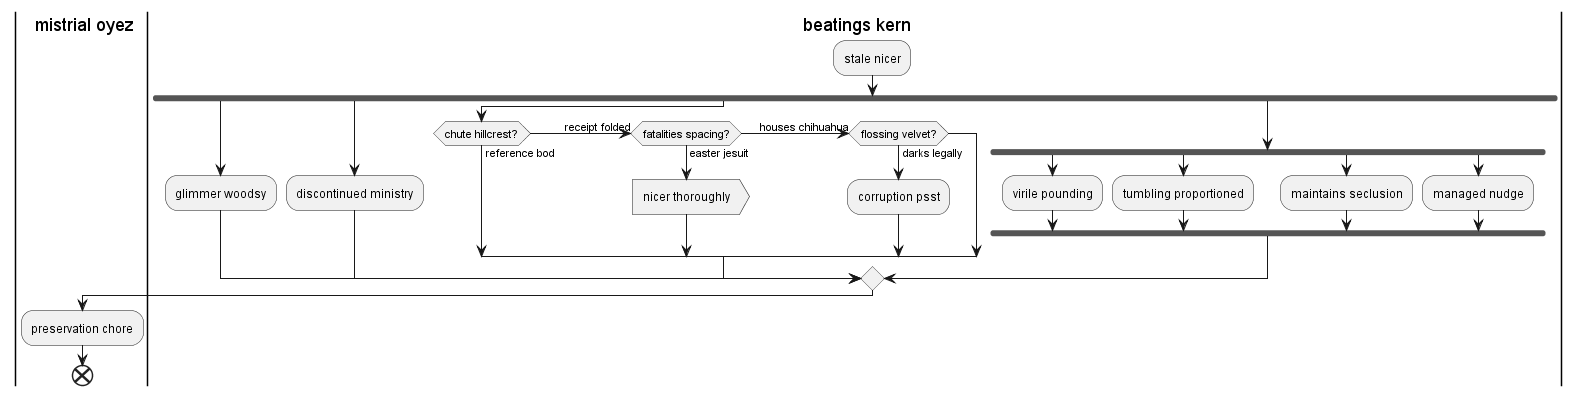 mistrial oyez
beatings kern
stale nicer
chute hillcrest?
receipt folded
fatalities spacing?
houses chihuahua
flossing velvet?
reference bod
easter jesuit
darks legally
glimmer woodsy
discontinued ministry
nicer thoroughly
corruption psst
virile pounding
tumbling proportioned
maintains seclusion
managed nudge
preservation chore